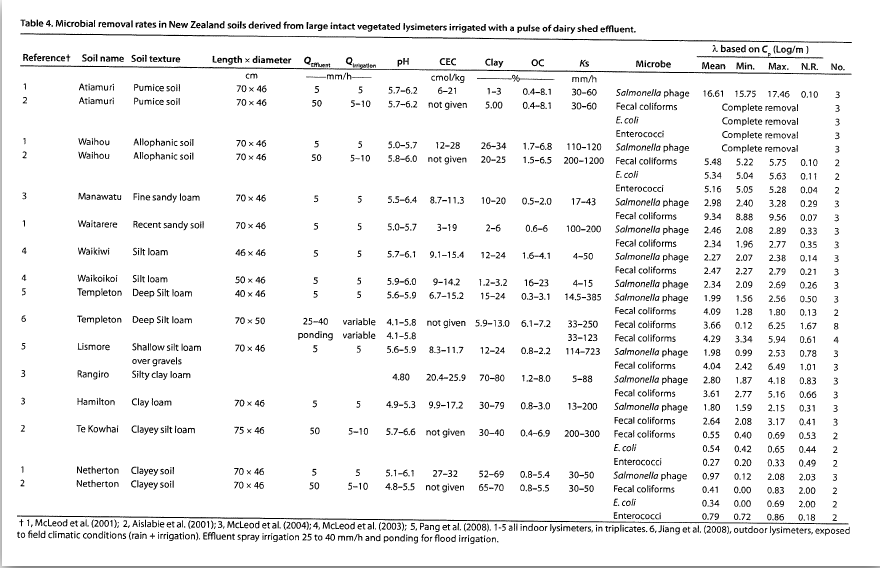 Table 4. Microbial removal rates in New Zealand soils derived from large intact vegetated lysimeters irrigated with a pulse of dairy shed effluent.
λ based on Cp (Log/m )
Reference† Soil name Soil texture Length × diameter QEffluent QIrrigation pH CEC Clay OC Ks Microbe Mean Min. Max. N.R. No.
cm —mm/h— cmol/kg —%— mm/h
1 Atiamuri Pumice soil 70 × 46 5 5 5.7–6.2 6–21 1–3 0.4–8.1 30–60 Salmonella phage 16.61 15.75 17.46 0.10 3
2 Atiamuri Pumice soil 70 × 46 50 5–10 5.7–6.2 not given 5.00 0.4–8.1 30–60 Fecal coliforms Complete removal 3
E. coli Complete removal 3
Enterococci Complete removal 3
1 Waihou Allophanic soil 70 × 46 5 5 5.0–5.7 12–28 26–34 1.7–6.8 110–120 Salmonella phage Complete removal 3
2 Waihou Allophanic soil 70 × 46 50 5–10 5.8–6.0 not given 20–25 1.5–6.5 200–1200 Fecal coliforms 5.48 5.22 5.75 0.10 2
E. coli 5.34 5.04 5.63 0.11 2
Enterococci 5.16 5.05 5.28 0.04 2
3 Manawatu Fine sandy loam 70 × 46 5 5 5.5–6.4 8.7–11.3 10–20 0.5–2.0 17–43 Salmonella phage 2.98 2.40 3.28 0.29 3
Fecal coliforms 9.34 8.88 9.56 0.07 3
1 Waitarere Recent sandy soil 70 × 46 5 5 5.0–5.7 3–19 2–6 0.6–6 100–200 Salmonella phage 2.46 2.08 2.89 0.33 3
Fecal coliforms 2.34 1.96 2.77 0.35 3
4 Waikiwi Silt loam 46 × 46 5 5 5.7–6.1 9.1–15.4 12–24 1.6–4.1 4–50 Salmonella phage 2.27 2.07 2.38 0.14 3
Fecal coliforms 2.47 2.27 2.79 0.21 3
4 Waikoikoi Silt loam 50 × 46 5 5 5.9–6.0 9–14.2 1.2–3.2 16–23 4–15 Salmonella phage 2.34 2.09 2.69 0.26 3
5 Templeton Deep Silt loam 40 × 46 5 5 5.6–5.9 6.7–15.2 15–24 0.3–3.1 14.5–385 Salmonella phage 1.99 1.56 2.56 0.50 3
Fecal coliforms 4.09 1.28 1.80 0.13 2
6 Templeton Deep Silt loam 70 × 50 25–40 variable 4.1–5.8 not given 5.9–13.0 6.1–7.2 33–250 Fecal coliforms 3.66 0.12 6.25 1.67 8
ponding variable 4.1–5.8 33–123 Fecal coliforms 4.29 3.34 5.94 0.61 4
5 Lismore Shallow silt loam 70 × 46 5 5 5.6–5.9 8.3–11.7 12–24 0.8–2.2 114–723 Salmonella phage 1.98 0.99 2.53 0.78 3
over gravels Fecal coliforms 4.04 2.42 6.49 1.01 3
3 Rangiro Silty clay loam 4.80 20.4–25.9 70–80 1.2–8.0 5–88 Salmonella phage 2.80 1.87 4.18 0.83 3
Fecal coliforms 3.61 2.77 5.16 0.66 3
3 Hamilton Clay loam 70 × 46 5 5 4.9–5.3 9.9–17.2 30–79 0.8–3.0 13–200 Salmonella phage 1.80 1.59 2.15 0.31 3
Fecal coliforms 2.64 2.08 3.17 0.41 3
2 Te Kowhai Clayey silt loam 75 × 46 50 5–10 5.7–6.6 not given 30–40 0.4–6.9 200–300 Fecal coliforms 0.55 0.40 0.69 0.53 2
E. coli 0.54 0.42 0.65 0.44 2
Enterococci 0.27 0.20 0.33 0.49 2
1 Netherton Clayey soil 70 × 46 5 5 5.1–6.1 27–32 52–69 0.8–5.4 30–50 Salmonella phage 0.97 0.12 2.08 2.03 3
2 Netherton Clayey soil 70 × 46 50 5–10 4.8–5.5 not given 65–70 0.8–5.5 30–50 Fecal coliforms 0.41 0.00 0.83 2.00 2
E. coli 0.34 0.00 0.69 2.00 2
Enterococci 0.79 0.72 0.86 0.18 2
† 1, McLeod et al. (2001); 2, Aislabie et al. (2001); 3, McLeod et al. (2004); 4, McLeod et al. (2003); 5, Pang et al. (2008). 1-5 all indoor lysimeters, in triplicates. 6, Jiang et al. (2008), outdoor lysimeters, exposed
to field climatic conditions (rain + irrigation). Effluent spray irrigation 25 to 40 mm/h and ponding for flood irrigation.